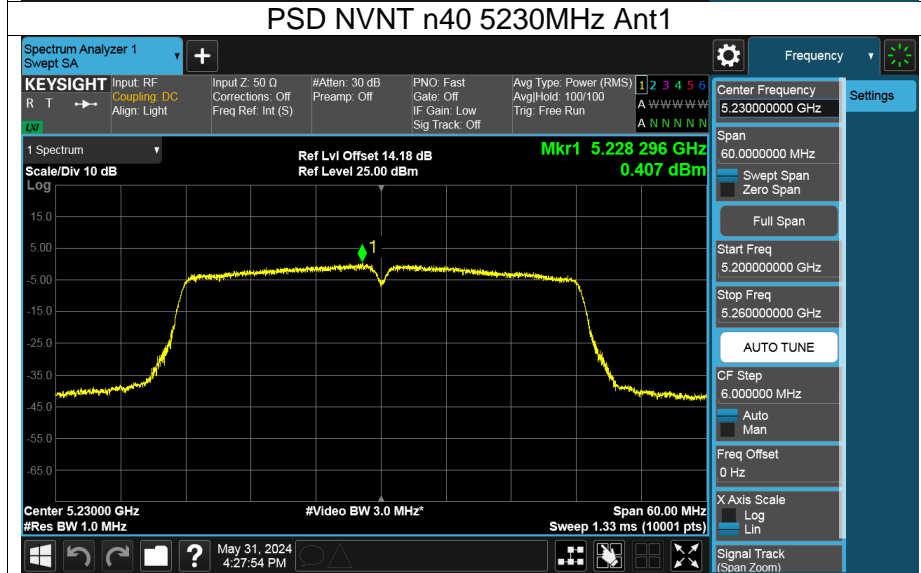 PSD NVNT n40 5230MHz Ant1
Spectrum Analyzer 1
Swept SA
+
Frequency
KEYSIGHT
R T
LXI
Input: RF
Coupling: DC
Align: Light
Input Z: 50 Ω
Corrections: Off
Freq Ref: Int (S)
#Atten: 30 dB
Preamp: Off
PNO: Fast
Gate: Off
IF Gain: Low
Sig Track: Off
Avg Type: Power (RMS)
Avg|Hold: 100/100
Trig: Free Run
1 2 3 4 5 6
A W W W W W
A N N N N N
1 Spectrum
Scale/Div 10 dB
Log
Ref Lvl Offset 14.18 dB
Ref Level 25.00 dBm
Mkr1 5.228 296 GHz
0.407 dBm
15.0
5.00
-5.00
-15.0
-25.0
-35.0
-45.0
-55.0
-65.0
1
Center 5.23000 GHz
#Res BW 1.0 MHz
#Video BW 3.0 MHz*
Span 60.00 MHz
Sweep 1.33 ms (10001 pts)
?
May 31, 2024
4:27:54 PM
Center Frequency
5.230000000 GHz
Span
60.0000000 MHz
Swept Span
Zero Span
Full Span
Start Freq
5.200000000 GHz
Stop Freq
5.260000000 GHz
AUTO TUNE
CF Step
6.000000 MHz
Auto
Man
Freq Offset
0 Hz
X Axis Scale
Log
Lin
Signal Track
(Span Zoom)
Settings